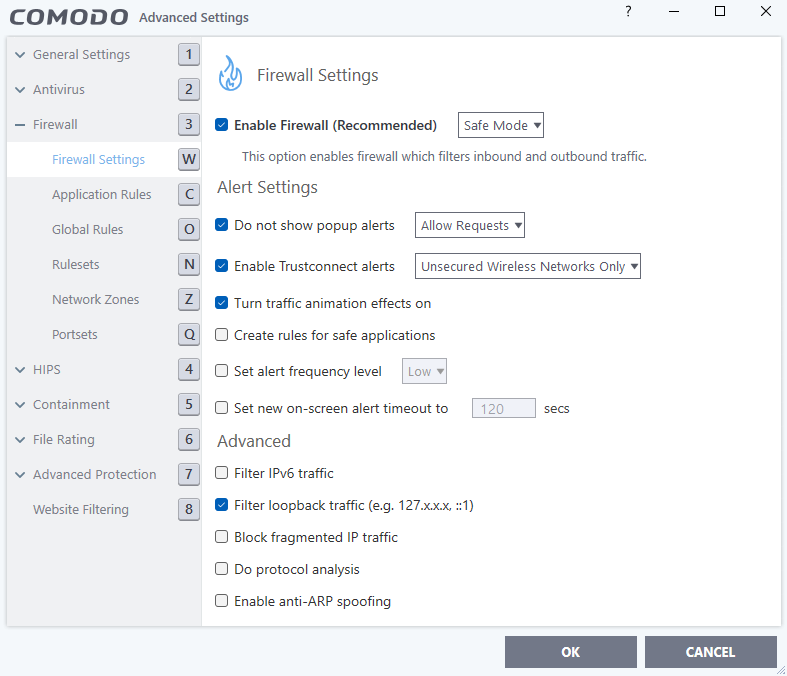 COMODO Advanced Settings ?
General Settings 1
Antivirus 2
Firewall 3
Firewall Settings W
Application Rules C
Global Rules O
Rulesets N
Network Zones Z
Portsets Q
HIPS 4
Containment 5
File Rating 6
Advanced Protection 7
Website Filtering 8
Firewall Settings
Enable Firewall (Recommended) Safe Mode
This option enables firewall which filters inbound and outbound traffic.
Alert Settings
Do not show popup alerts Allow Requests
Enable Trustconnect alerts Unsecured Wireless Networks Only
Turn traffic animation effects on
Create rules for safe applications
Set alert frequency level Low
Set new on-screen alert timeout to 120 secs
Advanced
Filter IPv6 traffic
Filter loopback traffic (e.g. 127.x.x.x, ::1)
Block fragmented IP traffic
Do protocol analysis
Enable anti-ARP spoofing
OK CANCEL